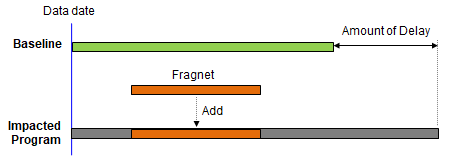 Data date
Baseline
Amount of Delay
Fragnet
Add
Impacted
Program